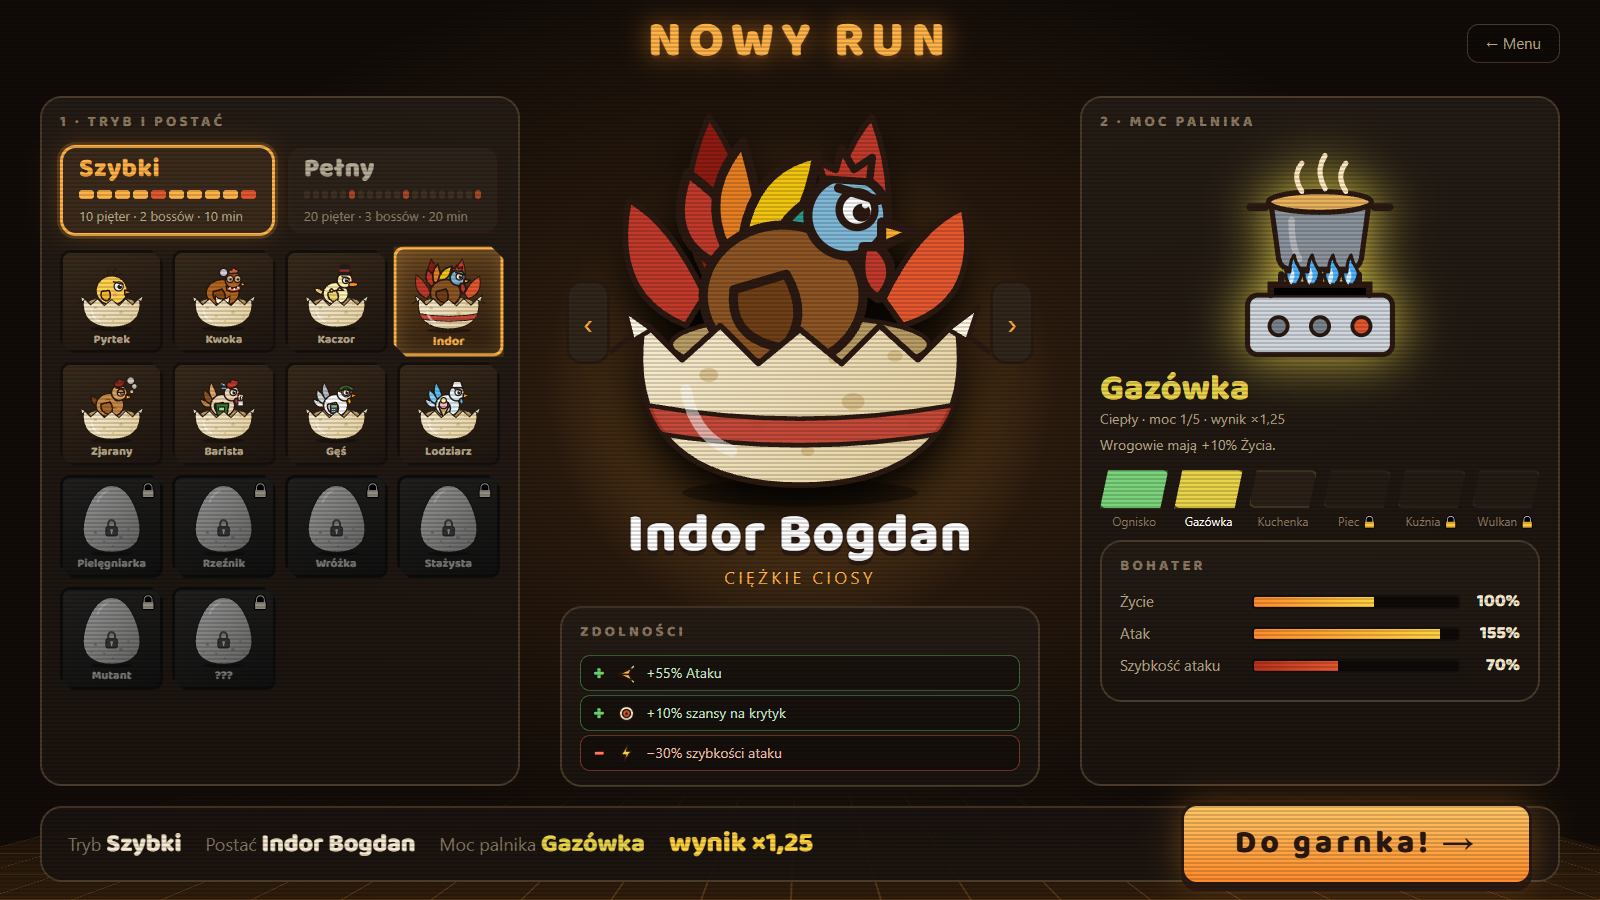 NOWY RUN
← Menu
1 · TRYB I POSTAĆ
Szybki
10 pięter · 2 bossów · 10 min
Pełny
20 pięter · 3 bossów · 20 min
Pyrtek
Kwoka
Kaczor
Indor
Zjarany
Barista
Gęś
Lodziarz
Pielęgniarka
Rzeźnik
Wróżka
Stażysta
Mutant
???
‹
›
Indor Bogdan
CIĘŻKIE CIOSY
ZDOLNOŚCI
+ +55% Ataku
+ +10% szansy na krytyk
− −30% szybkości ataku
2 · MOC PALNIKA
Gazówka
Ciepły · moc 1/5 · wynik ×1,25
Wrogowie mają +10% Życia.
Ognisko Gazówka Kuchenka Piec Kuźnia Wulkan
BOHATER
Życie 100%
Atak 155%
Szybkość ataku 70%
Tryb Szybki Postać Indor Bogdan Moc palnika Gazówka wynik ×1,25
Do garnka! →